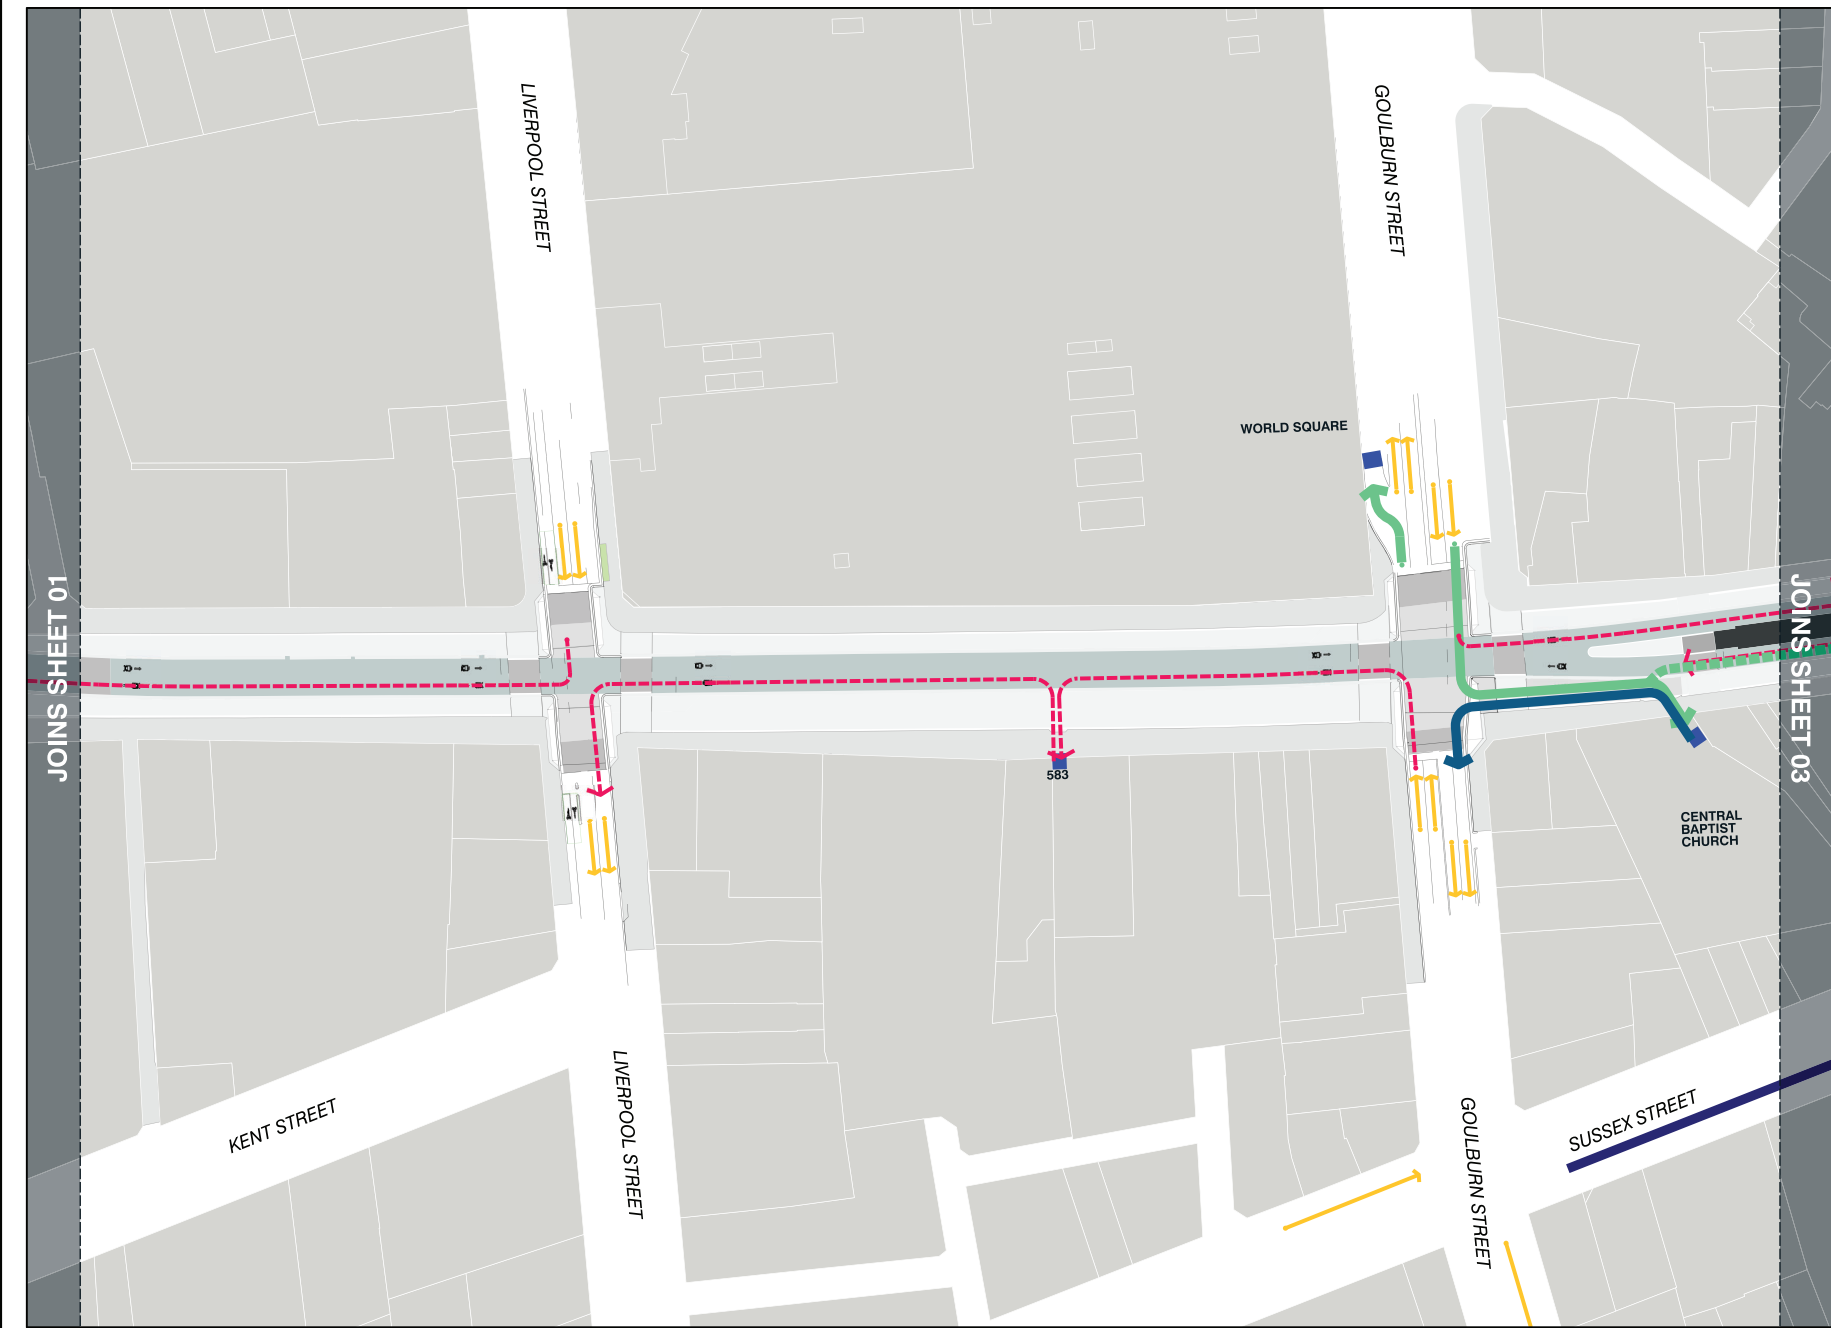 LIVERPOOL STREET
GOULBURN STREET
WORLD SQUARE
JOINS SHEET 01
JOINS SHEET 03
583
CENTRAL
BAPTIST
CHURCH
KENT STREET
LIVERPOOL STREET
GOULBURN STREET
SUSSEX STREET